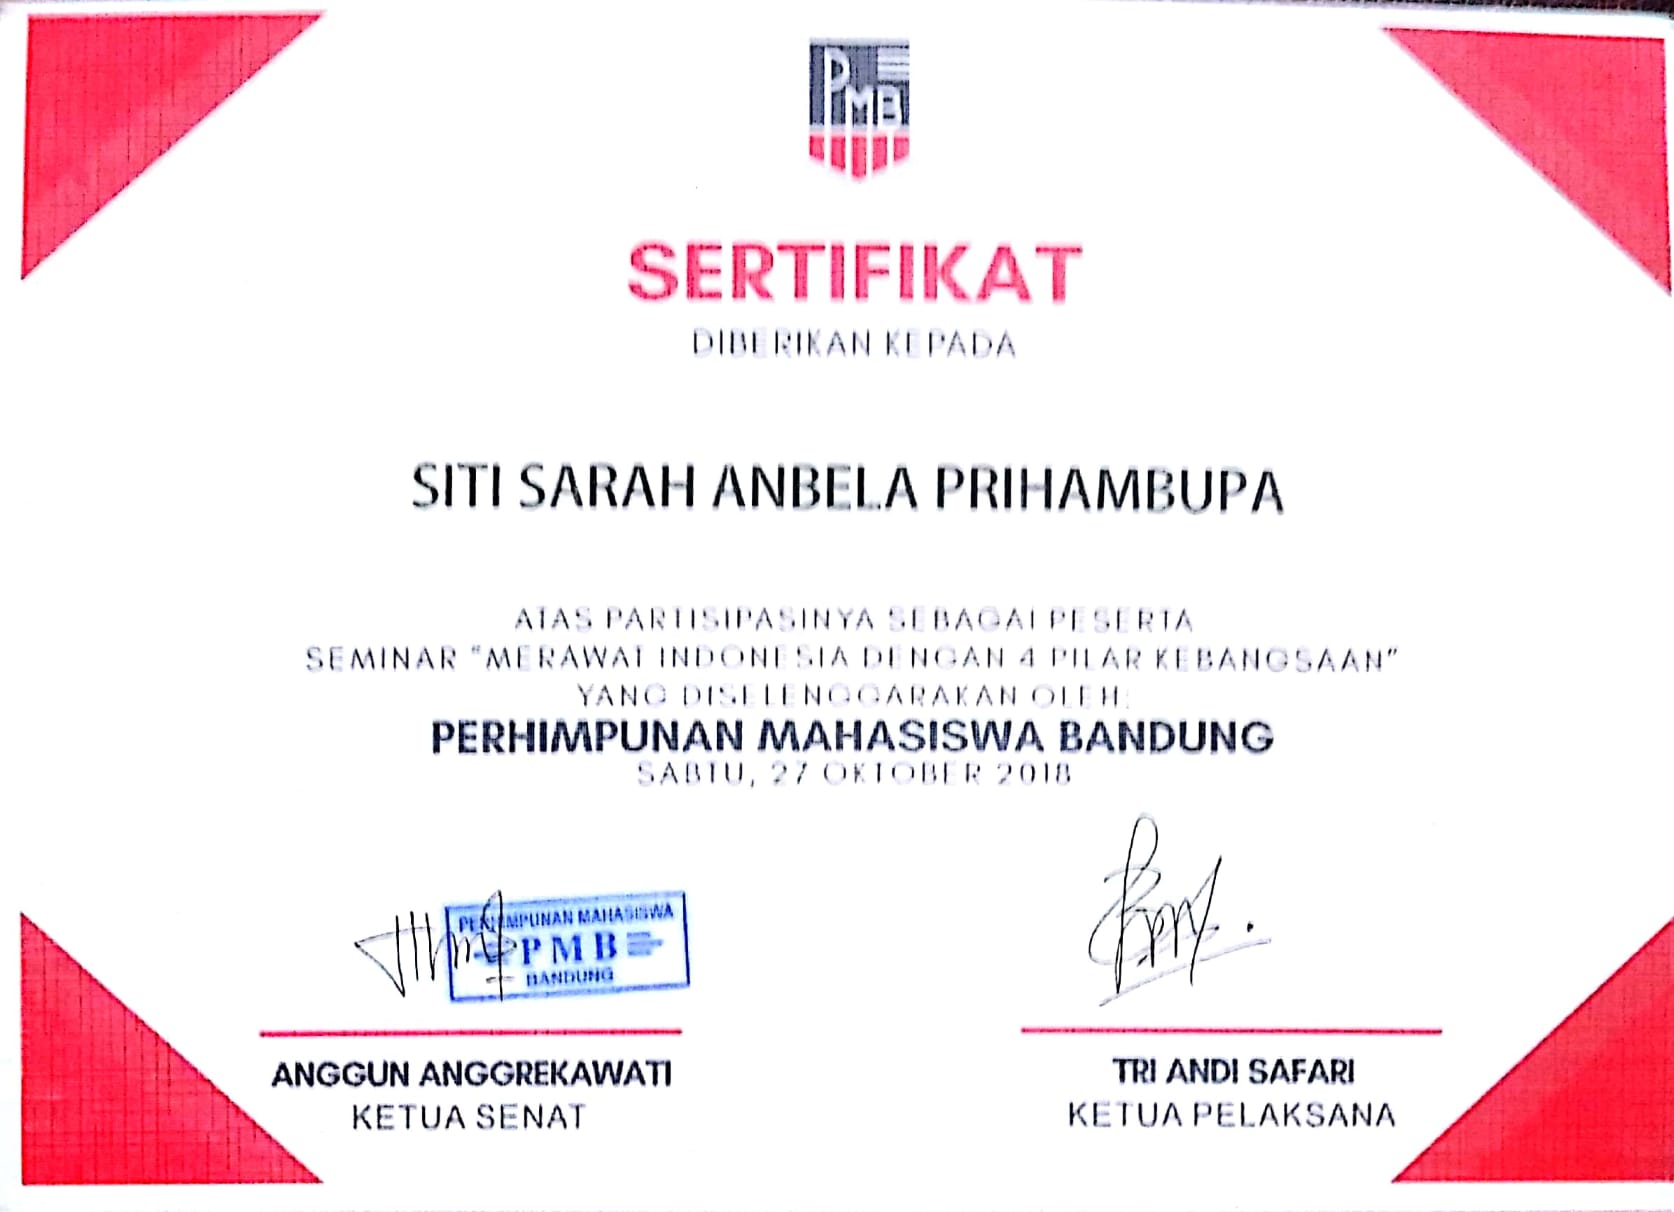 PMB
SERTIFIKAT
DIBERIKAN KEPADA
SITI SARAH ANBELA PRIHAMBUPA
ATAS PARTISIPASINYA SEBAGAI PESERTA
SEMINAR "MERAWAT INDONESIA DENGAN 4 PILAR KEBANGSAAN"
YANG DISELENGGARAKAN OLEH:
PERHIMPUNAN MAHASISWA BANDUNG
SABTU, 27 OKTOBER 2018
PERHIMPUNAN MAHASISWA
PMB
BANDUNG
ANGGUN ANGGREKAWATI
KETUA SENAT
TRI ANDI SAFARI
KETUA PELAKSANA